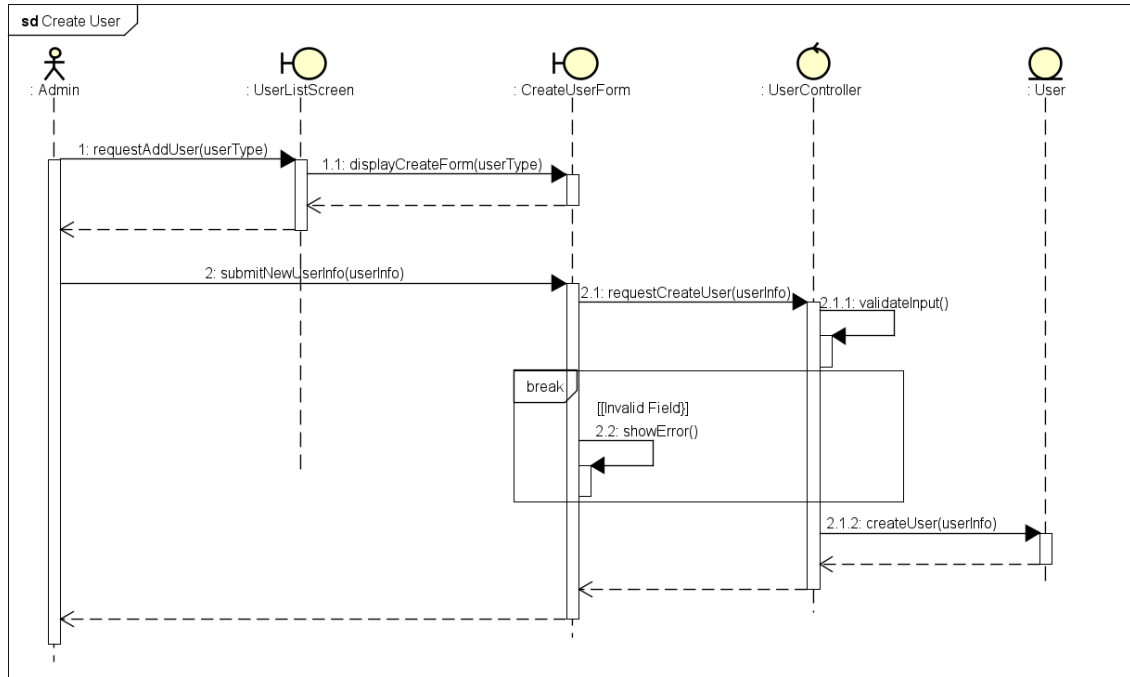 sd Create User
: Admin
: UserListScreen
: CreateUserForm
: UserController
: User
1: requestAddUser(userType)
1.1: displayCreateForm(userType)
2: submitNewUserInfo(userInfo)
2.1: requestCreateUser(userInfo)
2.1.1: validateInput()
break
[[Invalid Field}]
2.2: showError()
2.1.2: createUser(userInfo)